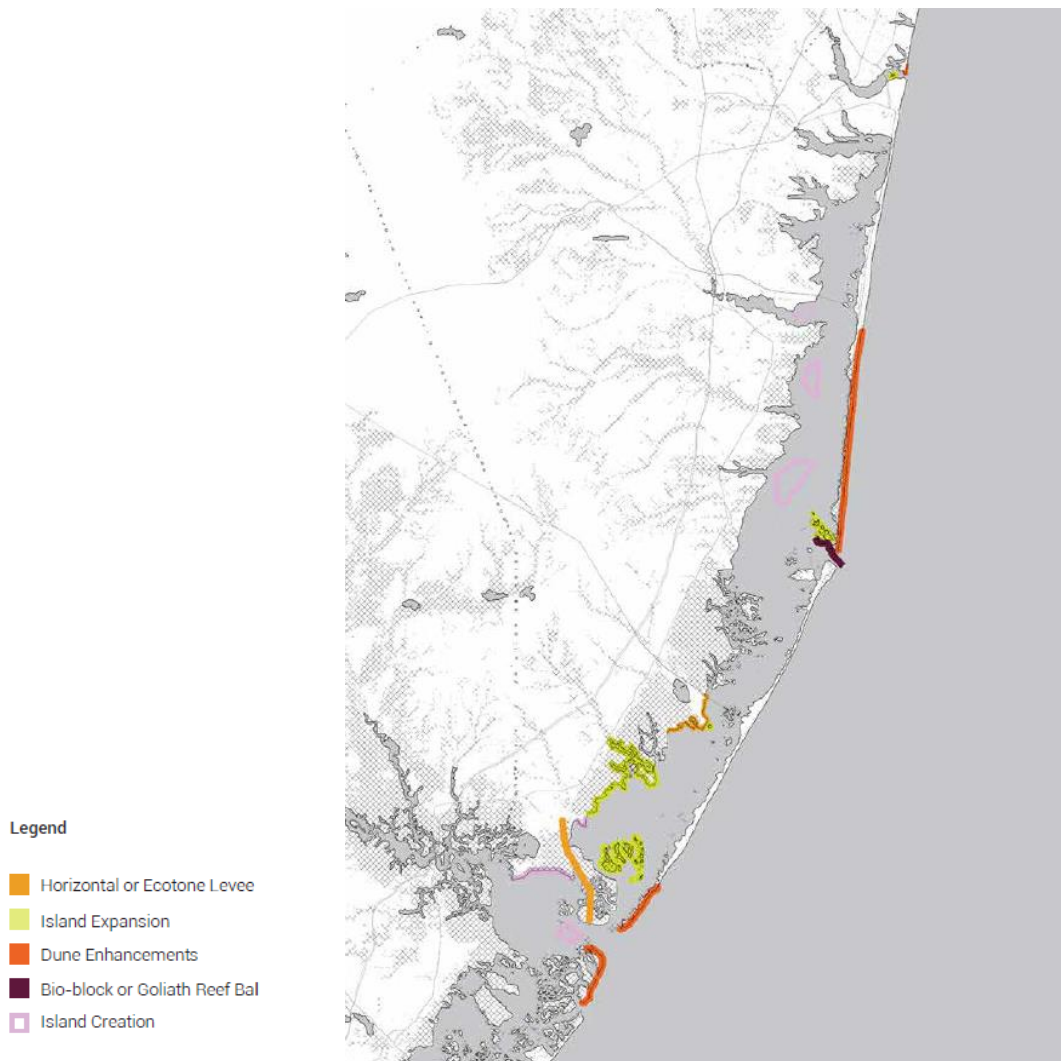 Legend
Horizontal or Ecotone Levee
Island Expansion
Dune Enhancements
Bio-block or Goliath Reef Bal
Island Creation